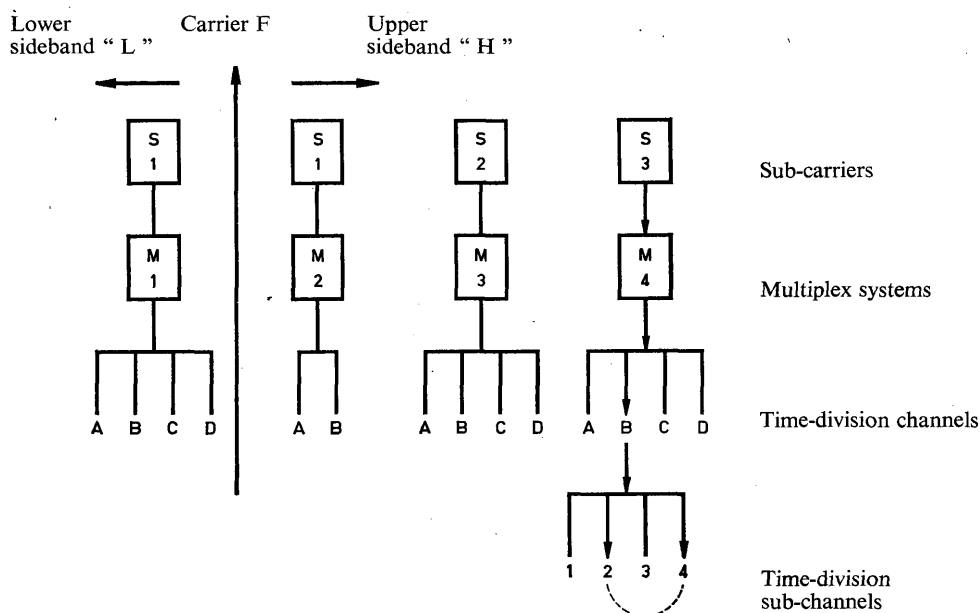 Lower
sideband “ L ”
Carrier F
Upper
sideband “ H ”
S
1
S
1
S
2
S
3
Sub-carriers
M
1
M
2
M
3
M
4
Multiplex systems
A B C D
A B
A B C D
A B C D
Time-division channels
1 2 3 4
Time-division
sub-channels